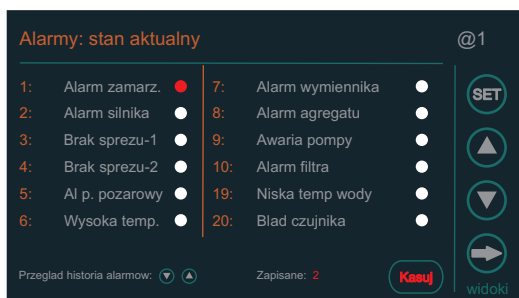 Alarmy: stan aktualny @1
1: Alarm zamarz. 7: Alarm wymiennika
2: Alarm silnika 8: Alarm agregatu
3: Brak sprezu-1 9: Awaria pompy
4: Brak sprezu-2 10: Alarm filtra
5: Al p. pozarowy 19: Niska temp wody
6: Wysoka temp. 20: Blad czujnika
SET
Przeglad historia alarmow: Zapisane: 2 Kasuj
widoki